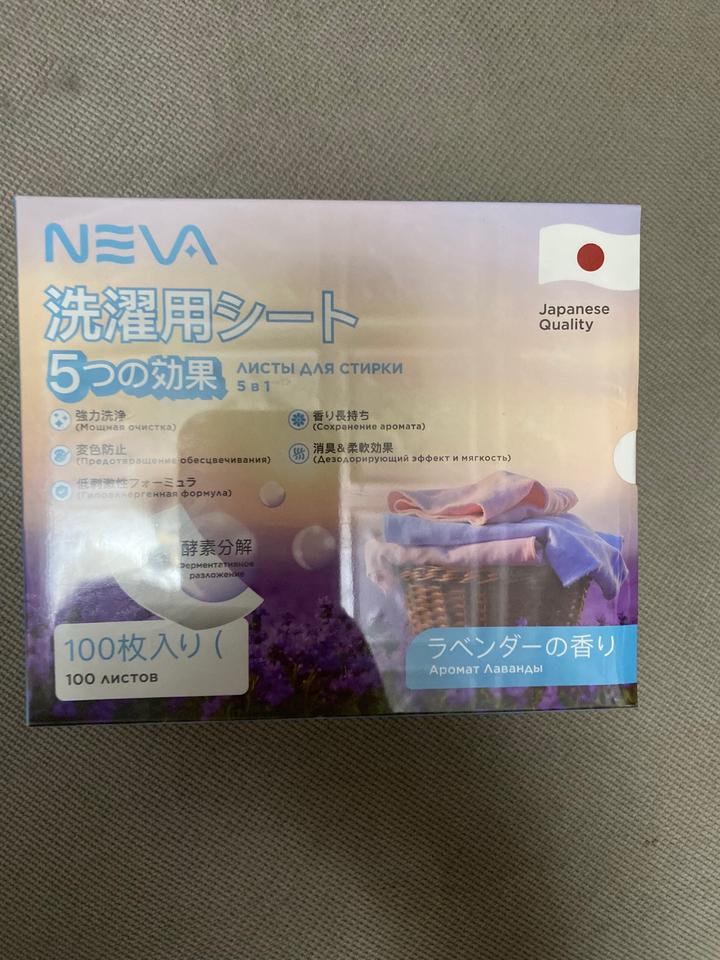 NEVA
Japanese
Quality
洗濯用シート
5つの効果
ЛИСТЫ ДЛЯ СТИРКИ
5 в 1
強力洗浄
(Мощная очистка)
香り長持ち
(Сохранение аромата)
変色防止
(Предотвращение обесцвечивания)
消臭&柔軟効果
(Дезодорирующий эффект и мягкость)
低刺激性フォーミュラ
(Гипоаллергенная формула)
酵素分解
Ферментативное
разложение
100枚入り (
100 листов
ラベンダーの香り
Аромат Лаванды